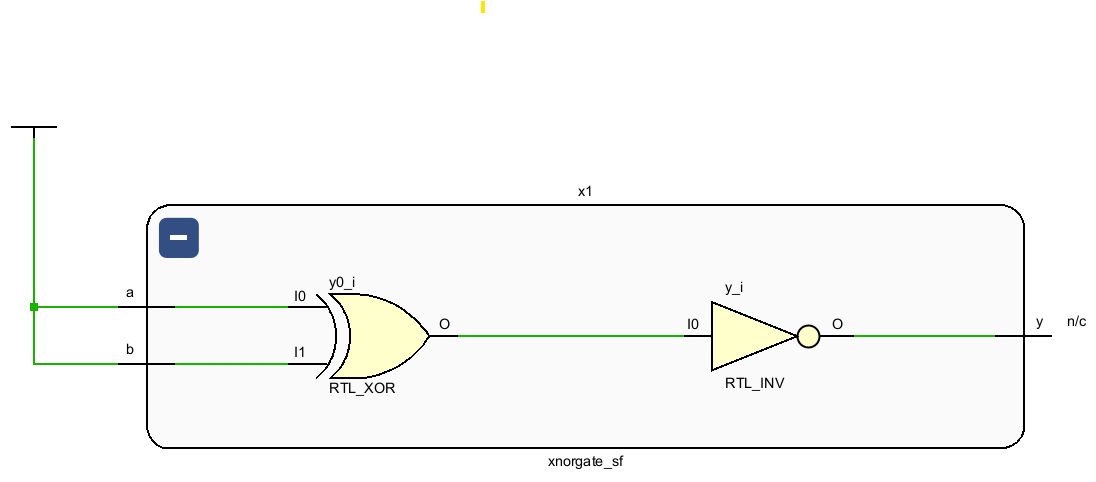 x1
a
I0
y0_i
b
I1
O
RTL_XOR
I0
y_i
O
RTL_INV
y
n/c
xnorgate_sf